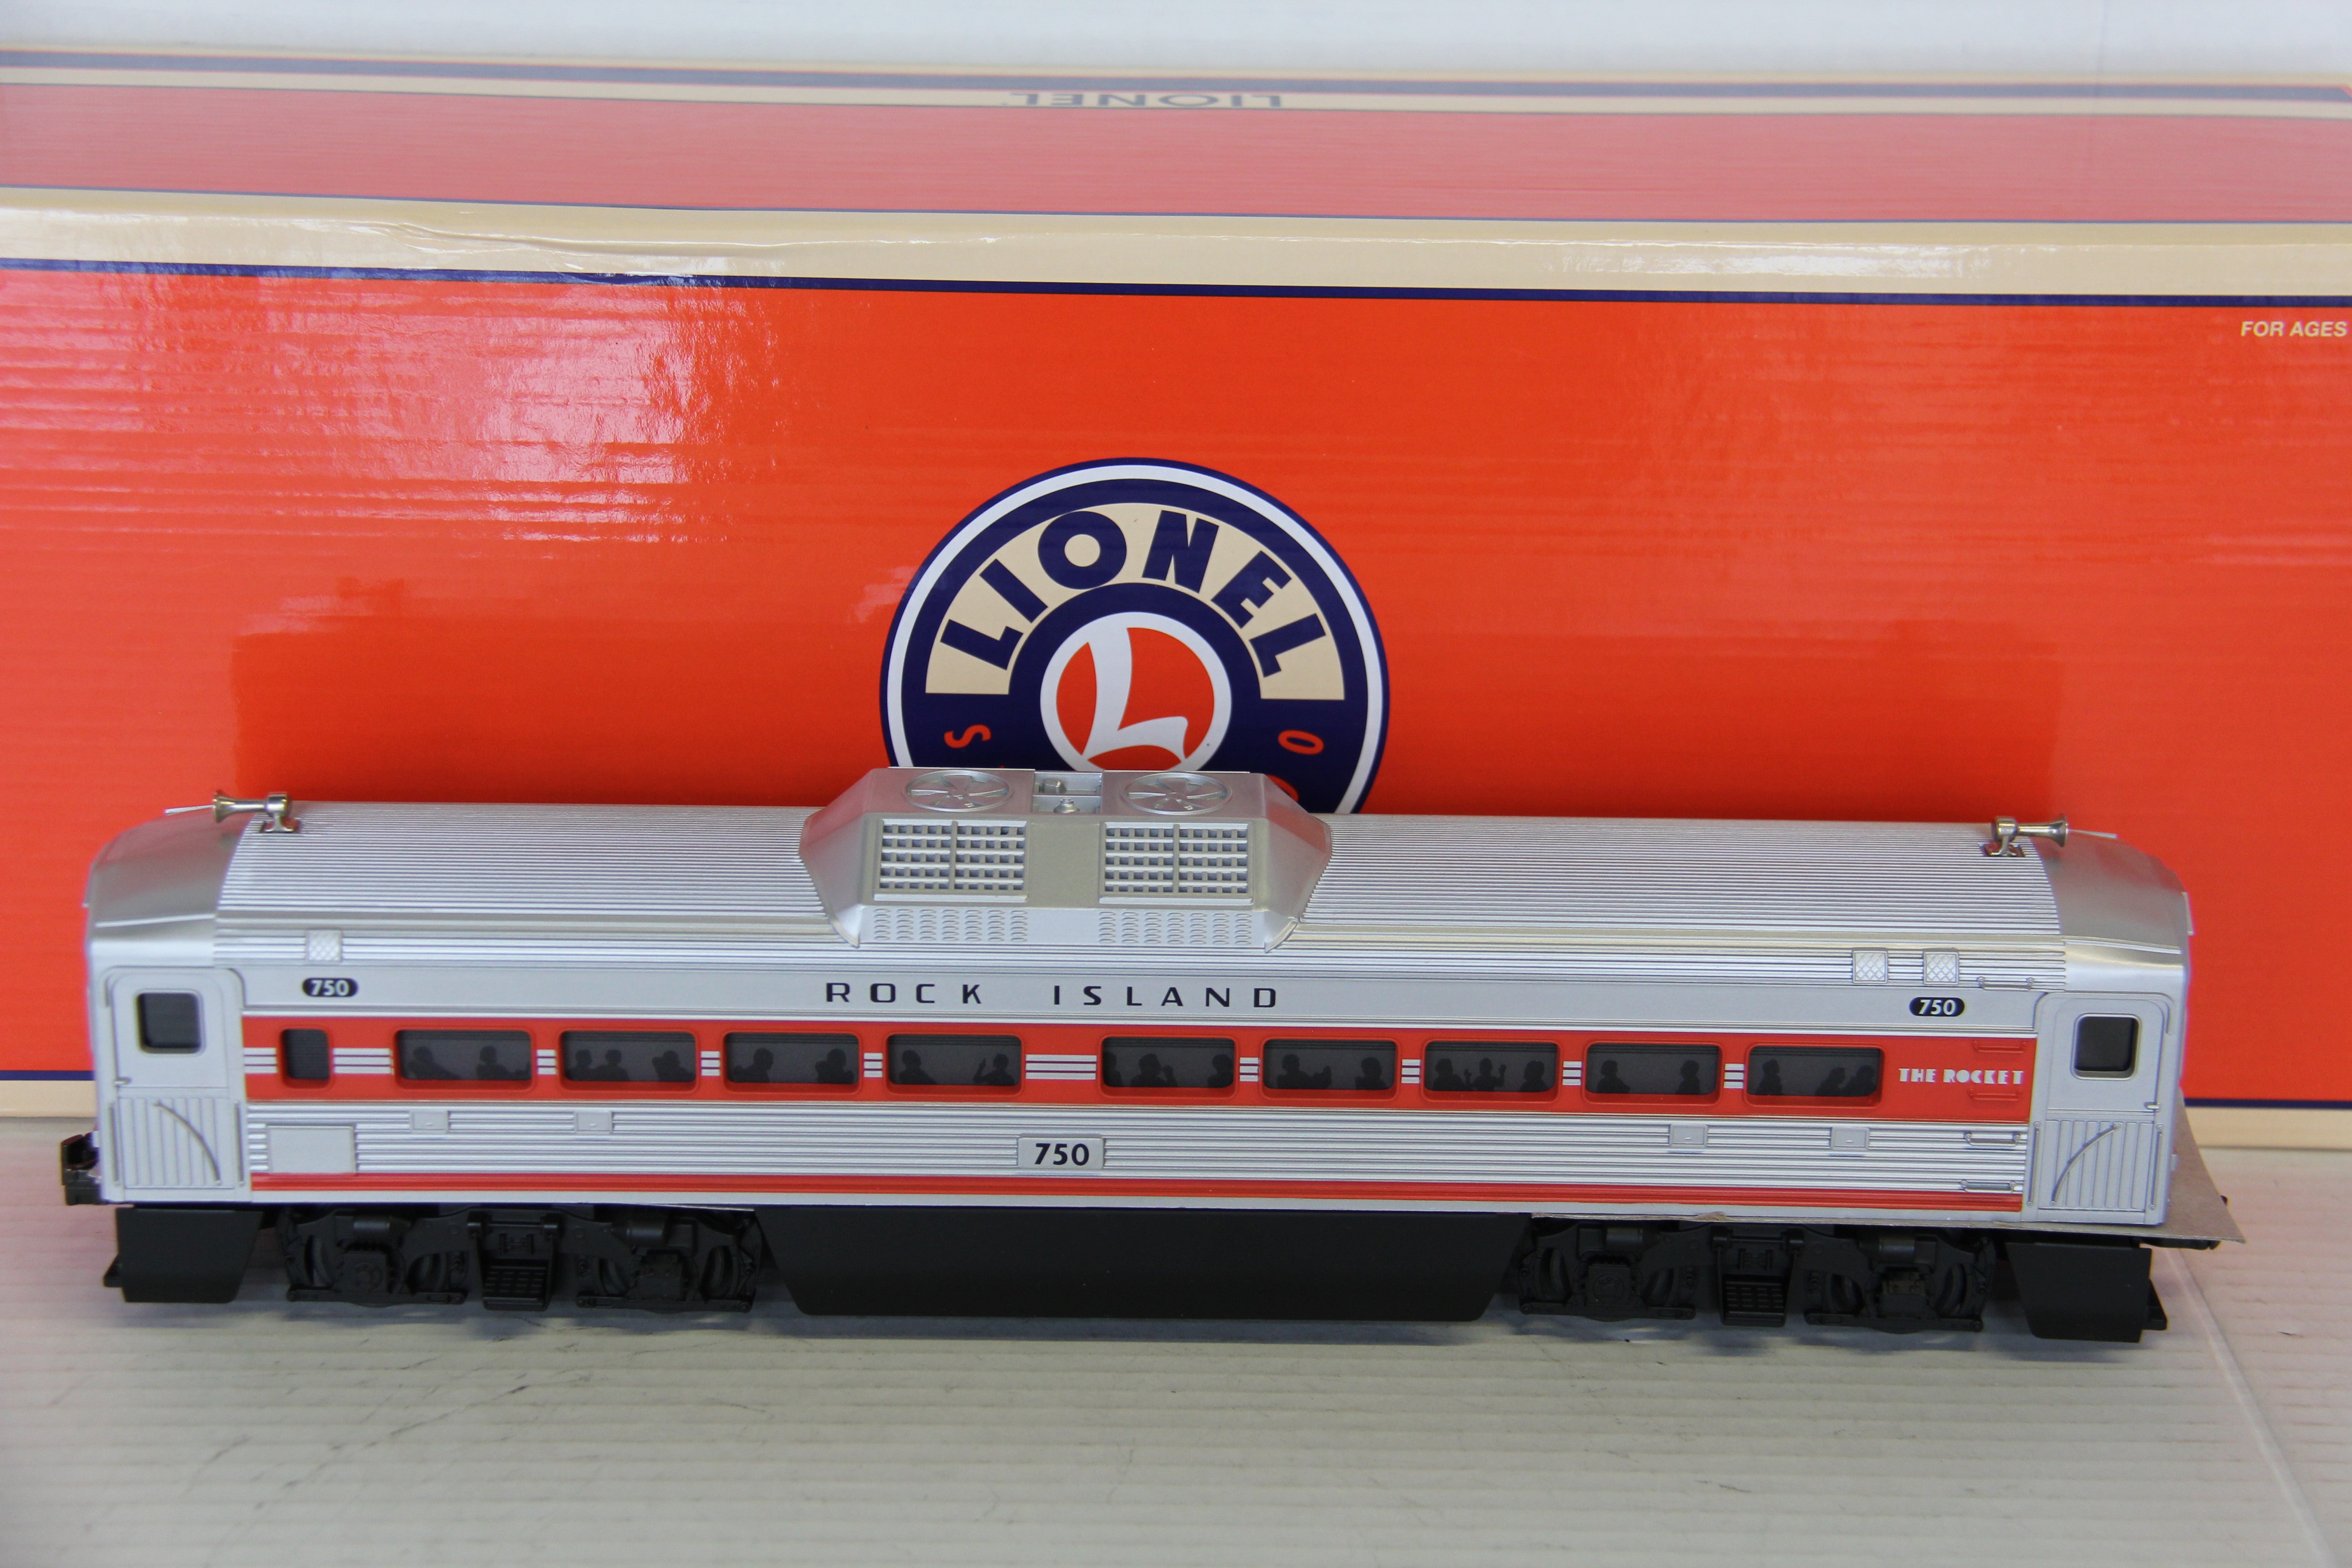 LIONEL
FOR AGES
LIONEL
L
S O
750
ROCK ISLAND
750
THE ROCKET
750